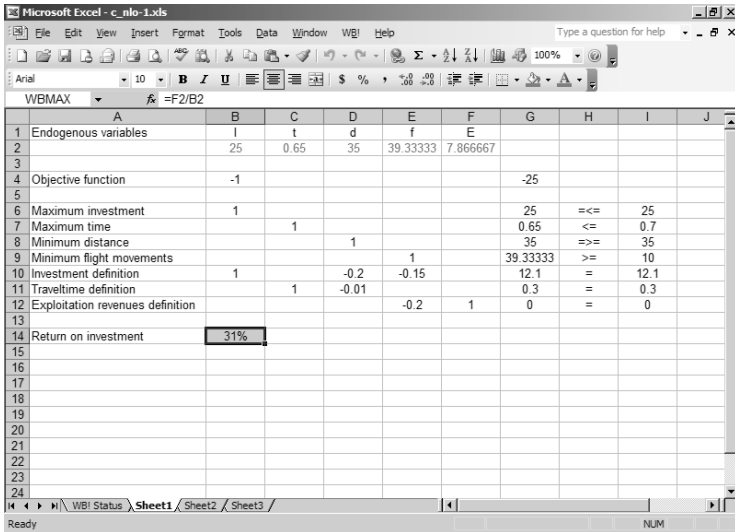 Microsoft Excel - c_nlo-1.xls
File Edit View Insert Format Tools Data Window WB! Help Type a question for help
100%
Arial 10 B I U $ % ,
WBMAX fx =F2/B2
A B C D E F G H I J
1 Endogenous variables I t d f E
2 25 0.65 35 39.33333 7.866667
3
4 Objective function -1 -25
5
6 Maximum investment 1 25 =<= 25
7 Maximum time 1 0.65 <= 0.7
8 Minimum distance 1 35 =>= 35
9 Minimum flight movements 1 39.33333 >= 10
10 Investment definition 1 -0.2 -0.15 12.1 = 12.1
11 Traveltime definition 1 -0.01 0.3 = 0.3
12 Exploitation revenues definition -0.2 1 0 = 0
13
14 Return on investment 31%
15
16
17
18
19
20
21
22
23
24
WB! Status Sheet1 Sheet2 Sheet3
Ready NUM